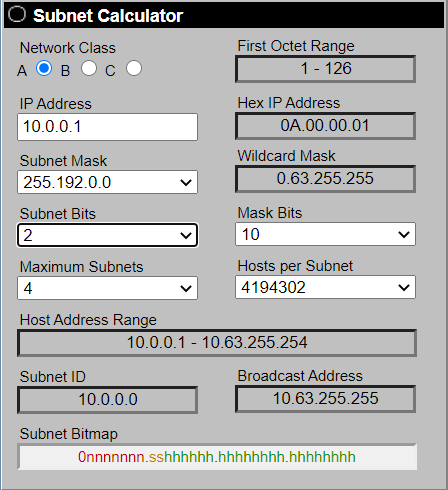 Subnet Calculator
Network Class
A B C
First Octet Range
1 - 126
IP Address
10.0.0.1
Hex IP Address
0A.00.00.01
Subnet Mask
255.192.0.0
Wildcard Mask
0.63.255.255
Subnet Bits
2
Mask Bits
10
Maximum Subnets
4
Hosts per Subnet
4194302
Host Address Range
10.0.0.1 - 10.63.255.254
Subnet ID
10.0.0.0
Broadcast Address
10.63.255.255
Subnet Bitmap
0nnnnnnn.sshhhhhh.hhhhhhhh.hhhhhhhh